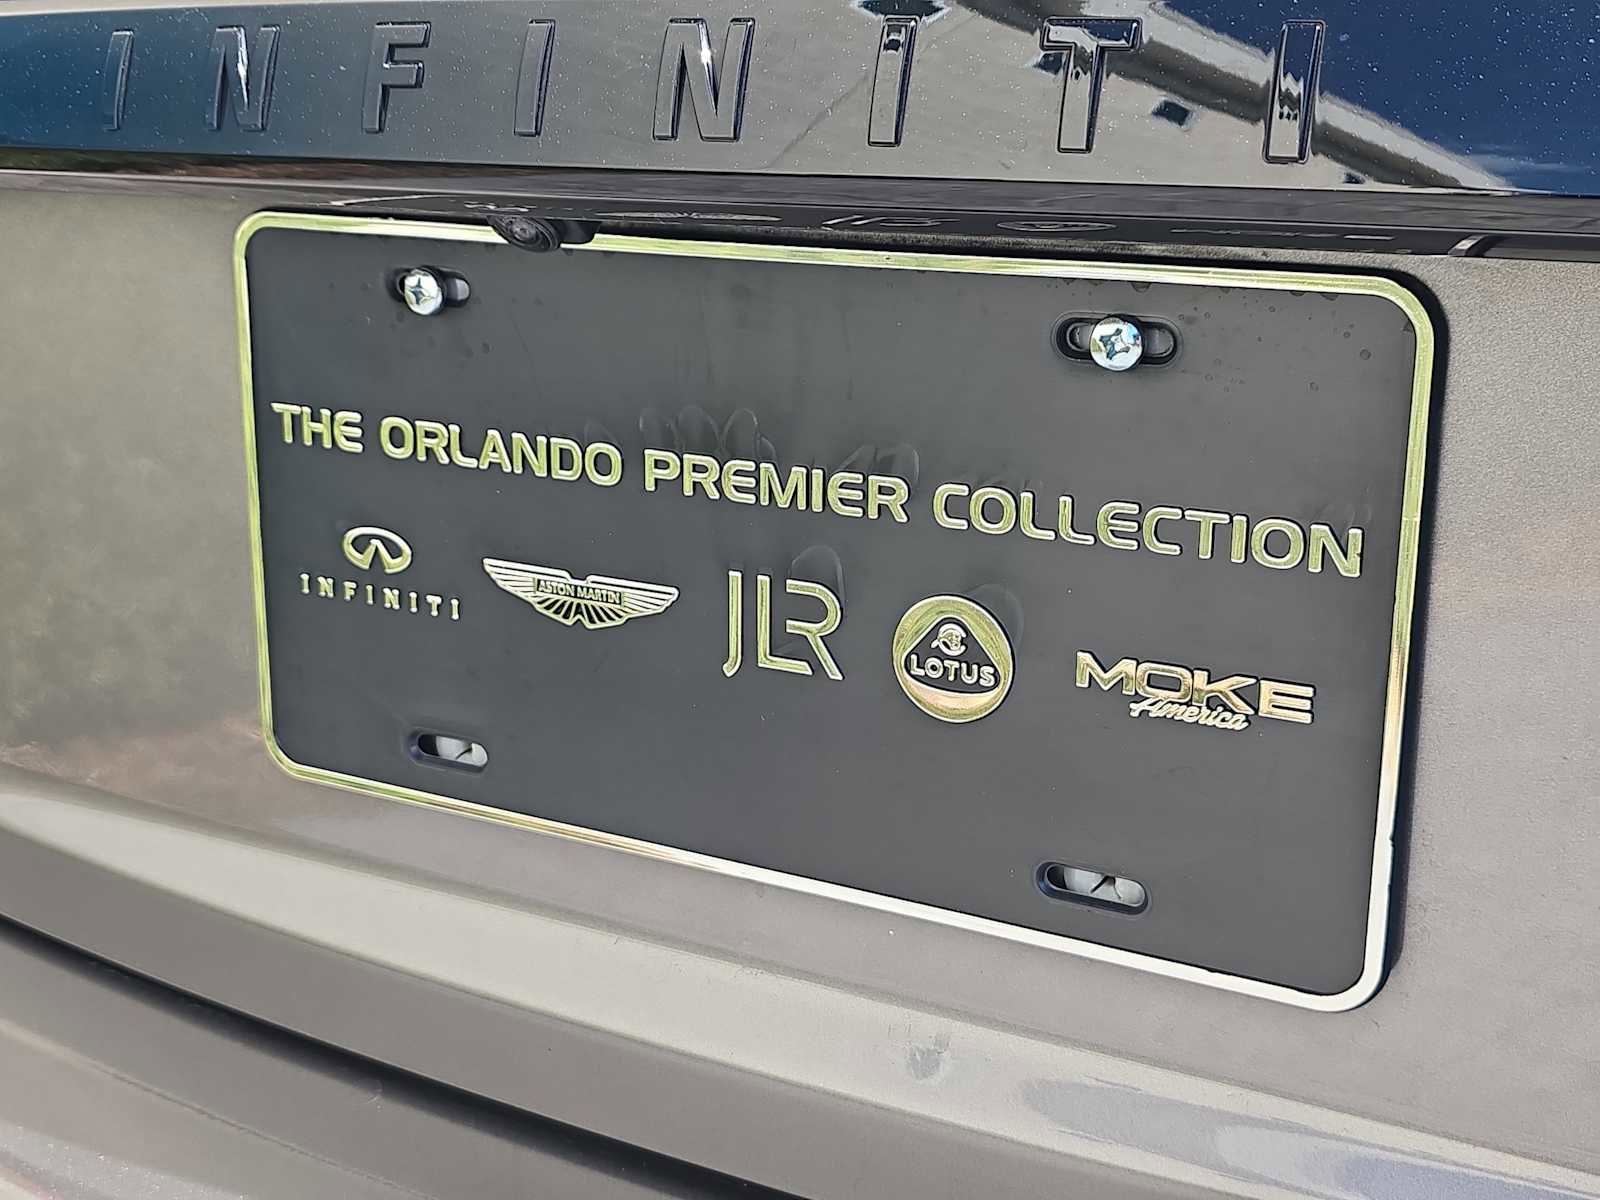 INFINITI
THE ORLANDO PREMIER COLLECTION
INFINITI
ASTON MARTIN
JLR
LOTUS
MOKE
America